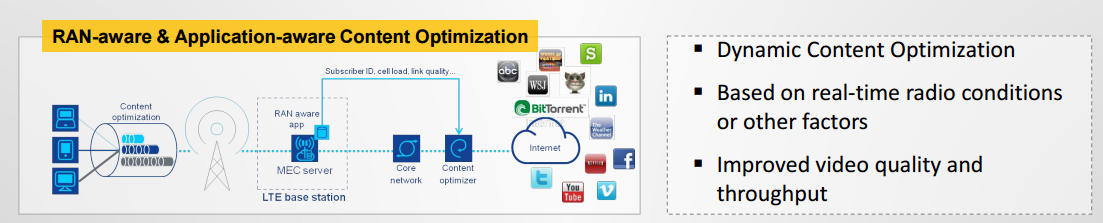 RAN-aware & Application-aware Content Optimization
Subscriber ID, cell load, link quality...
Content
optimization
RAN aware
app
MEC server
LTE base station
Core
network
Content
optimizer
Internet
abc
WSJ
S
in
BitTorrent
The
Weather
Channel
NETFLIX
f
t
You
Tube
v
▪ Dynamic Content Optimization
▪ Based on real-time radio conditions
or other factors
▪ Improved video quality and
throughput